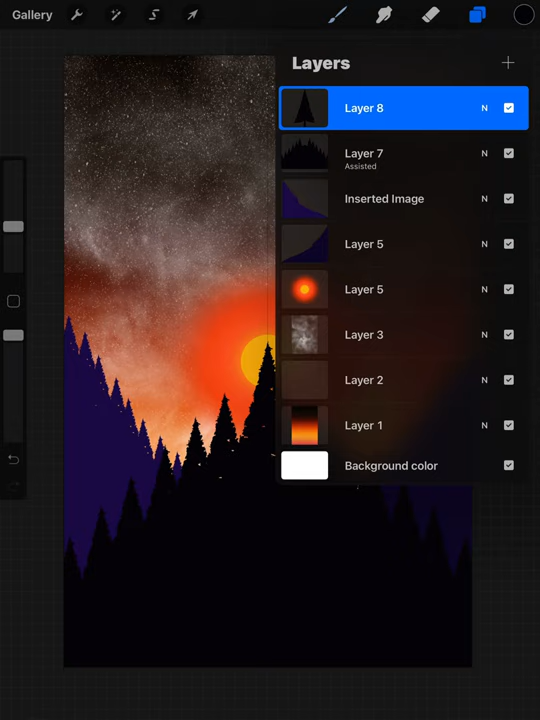 Gallery
Layers
Layer 8 N
Layer 7 N
Assisted
Inserted Image N
Layer 5 N
Layer 5 N
Layer 3 N
Layer 2 N
Layer 1 N
Background color